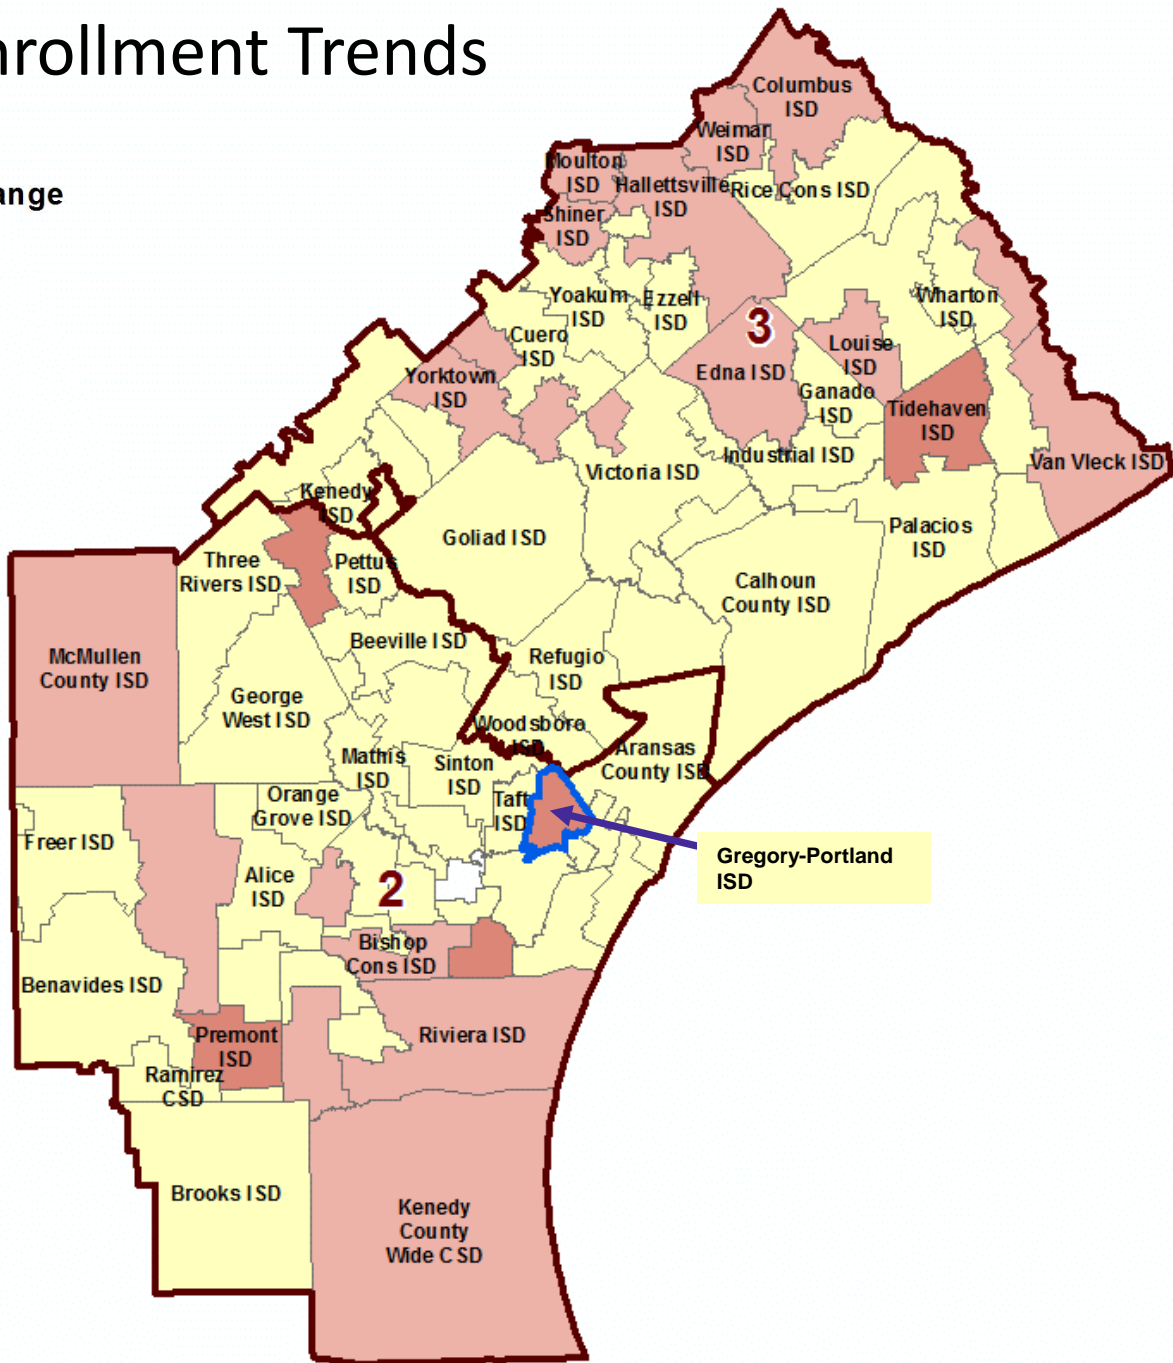 nrollment Trends
ange
Columbus
ISD
Weimar
ISD
Moulton
ISD
Hallettsville
ISD
Rice Cons ISD
Shiner
ISD
Yoakum
ISD
Ezzell
ISD
Wharton
ISD
3
Cuero
ISD
Louise
ISD
Edna ISD
Yorktown
ISD
Ganado
ISD
Tidehaven
ISD
Industrial ISD
Van Vleck ISD
Victoria ISD
Kenedy
ISD
Goliad ISD
Palacios
ISD
Three
Rivers ISD
Pettus
ISD
Calhoun
County ISD
Beeville ISD
McMullen
County ISD
Refugio
ISD
George
West ISD
Woodsboro
ISD
Mathis
ISD
Sinton
ISD
Aransas
County ISD
Orange
Grove ISD
Taft
ISD
Freer ISD
Gregory-Portland
ISD
Alice
ISD
2
Bishop
Cons ISD
Benavides ISD
Premont
ISD
Riviera ISD
Ramirez
CSD
Brooks ISD
Kenedy
County
Wide CSD